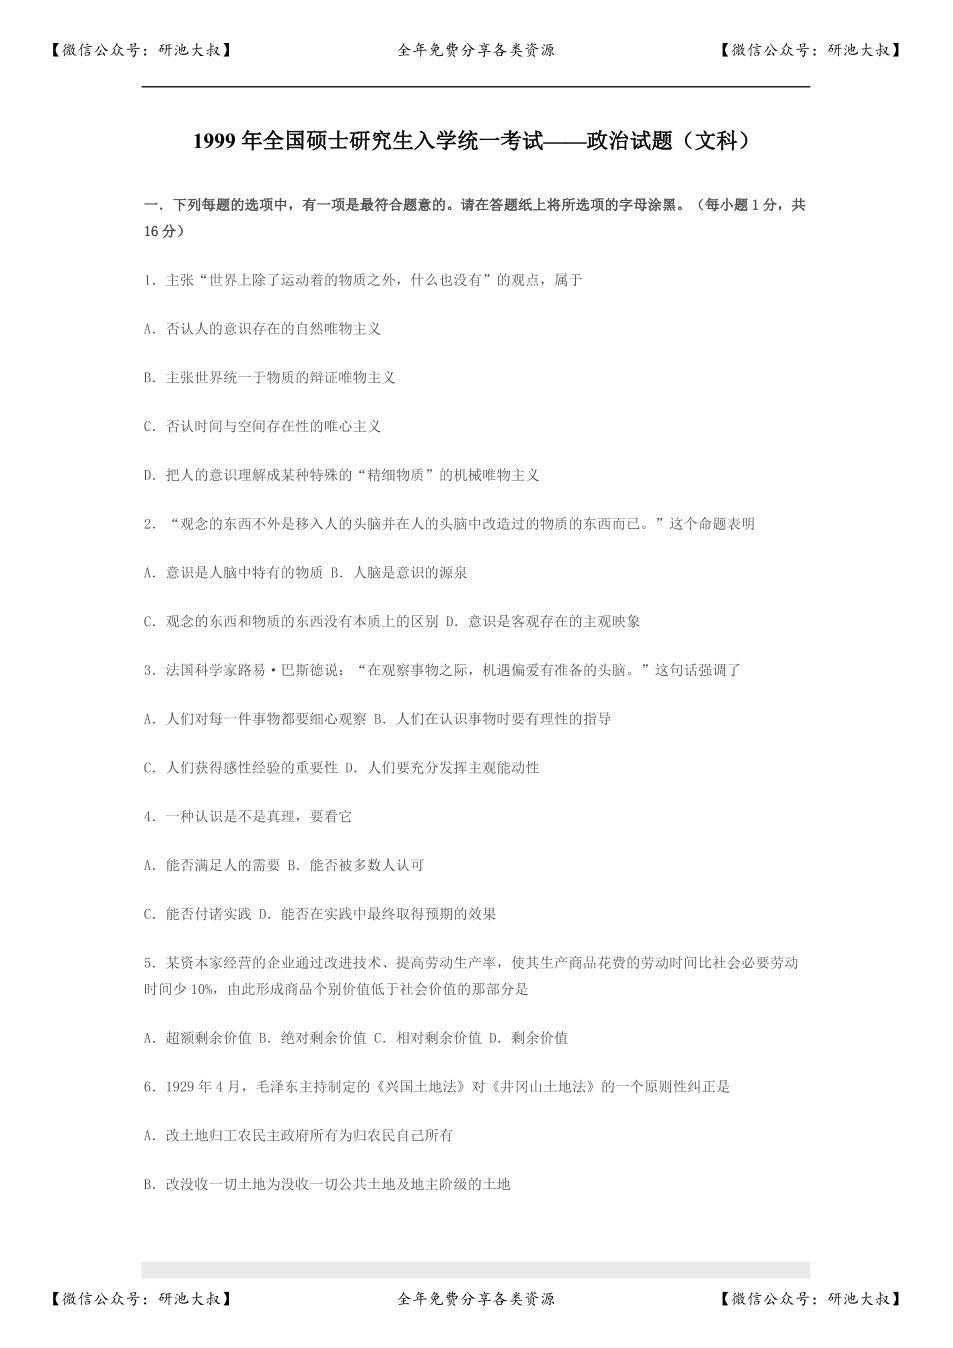 【微信公众号：研池大叔】 全年免费分享各类资源 【微信公众号：研池大叔】
1999 年全国硕士研究生入学统一考试——政治试题（文科）
一．下列每题的选项中，有一项是最符合题意的。请在答题纸上将所选项的字母涂黑。（每小题 1 分，共
16 分）
1．主张“世界上除了运动着的物质之外，什么也没有”的观点，属于
A．否认人的意识存在的自然唯物主义
B．主张世界统一于物质的辩证唯物主义
C．否认时间与空间存在性的唯心主义
D．把人的意识理解成某种特殊的“精细物质”的机械唯物主义
2．“观念的东西不外是移入人的头脑并在人的头脑中改造过的物质的东西而已。”这个命题表明
A．意识是人脑中特有的物质 B．人脑是意识的源泉
C．观念的东西和物质的东西没有本质上的区别 D．意识是客观存在的主观映象
3．法国科学家路易·巴斯德说：“在观察事物之际，机遇偏爱有准备的头脑。”这句话强调了
A．人们对每一件事物都要细心观察 B．人们在认识事物时要有理性的指导
C．人们获得感性经验的重要性 D．人们要充分发挥主观能动性
4．一种认识是不是真理，要看它
A．能否满足人的需要 B．能否被多数人认可
C．能否付诸实践 D．能否在实践中最终取得预期的效果
5．某资本家经营的企业通过改进技术、提高劳动生产率，使其生产商品花费的劳动时间比社会必要劳动
时间少 10%，由此形成商品个别价值低于社会价值的那部分是
A．超额剩余价值 B．绝对剩余价值 C．相对剩余价值 D．剩余价值
6．1929 年 4 月，毛泽东主持制定的《兴国土地法》对《井冈山土地法》的一个原则性纠正是
A．改土地归工农民主政府所有为归农民自己所有
B．改没收一切土地为没收一切公共土地及地主阶级的土地
【微信公众号：研池大叔】 全年免费分享各类资源 【微信公众号：研池大叔】